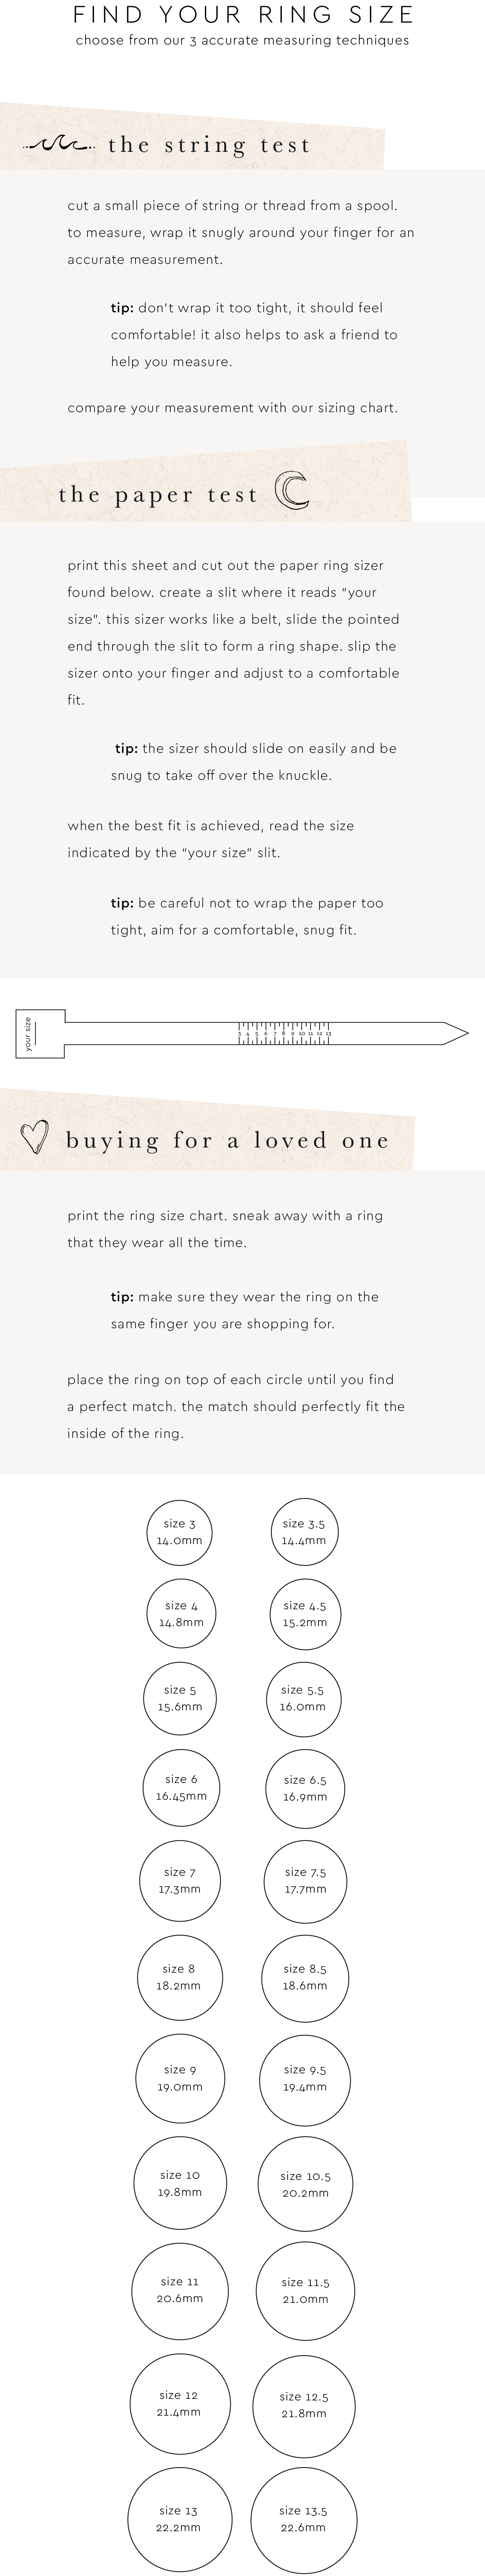 FIND YOUR RING SIZE
choose from our 3 accurate measuring techniques
the string test
cut a small piece of string or thread from a spool.
to measure, wrap it snugly around your finger for an
accurate measurement.
tip: don't wrap it too tight, it should feel
comfortable! it also helps to ask a friend to
help you measure.
compare your measurement with our sizing chart.
the paper test
print this sheet and cut out the paper ring sizer
found below. create a slit where it reads “your
size”. this sizer works like a belt, slide the pointed
end through the slit to form a ring shape. slip the
sizer onto your finger and adjust to a comfortable
fit.
tip: the sizer should slide on easily and be
snug to take off over the knuckle.
when the best fit is achieved, read the size
indicated by the “your size” slit.
tip: be careful not to wrap the paper too
tight, aim for a comfortable, snug fit.
your size
3 4 5 6 7 8 9 10 11 12 13
buying for a loved one
print the ring size chart. sneak away with a ring
that they wear all the time.
tip: make sure they wear the ring on the
same finger you are shopping for.
place the ring on top of each circle until you find
a perfect match. the match should perfectly fit the
inside of the ring.
size 3
14.0mm
size 3.5
14.4mm
size 4
14.8mm
size 4.5
15.2mm
size 5
15.6mm
size 5.5
16.0mm
size 6
16.45mm
size 6.5
16.9mm
size 7
17.3mm
size 7.5
17.7mm
size 8
18.2mm
size 8.5
18.6mm
size 9
19.0mm
size 9.5
19.4mm
size 10
19.8mm
size 10.5
20.2mm
size 11
20.6mm
size 11.5
21.0mm
size 12
21.4mm
size 12.5
21.8mm
size 13
22.2mm
size 13.5
22.6mm